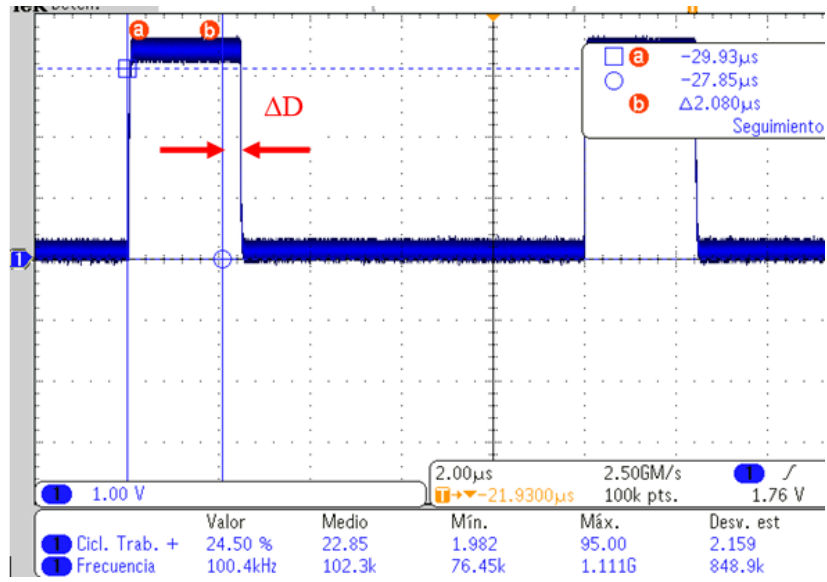 a b
ΔD
a -29.93µs
-27.85µs
b Δ2.080µs
Seguimiento
1
1 1.00 V
2.00µs 2.50GM/s 1
T→▼-21.9300µs 100k pts. 1.76 V
Valor Medio Mín. Máx. Desv. est
1 Cicl. Trab. + 24.50 % 22.85 1.982 95.00 2.159
1 Frecuencia 100.4kHz 102.3k 76.45k 1.111G 848.9k